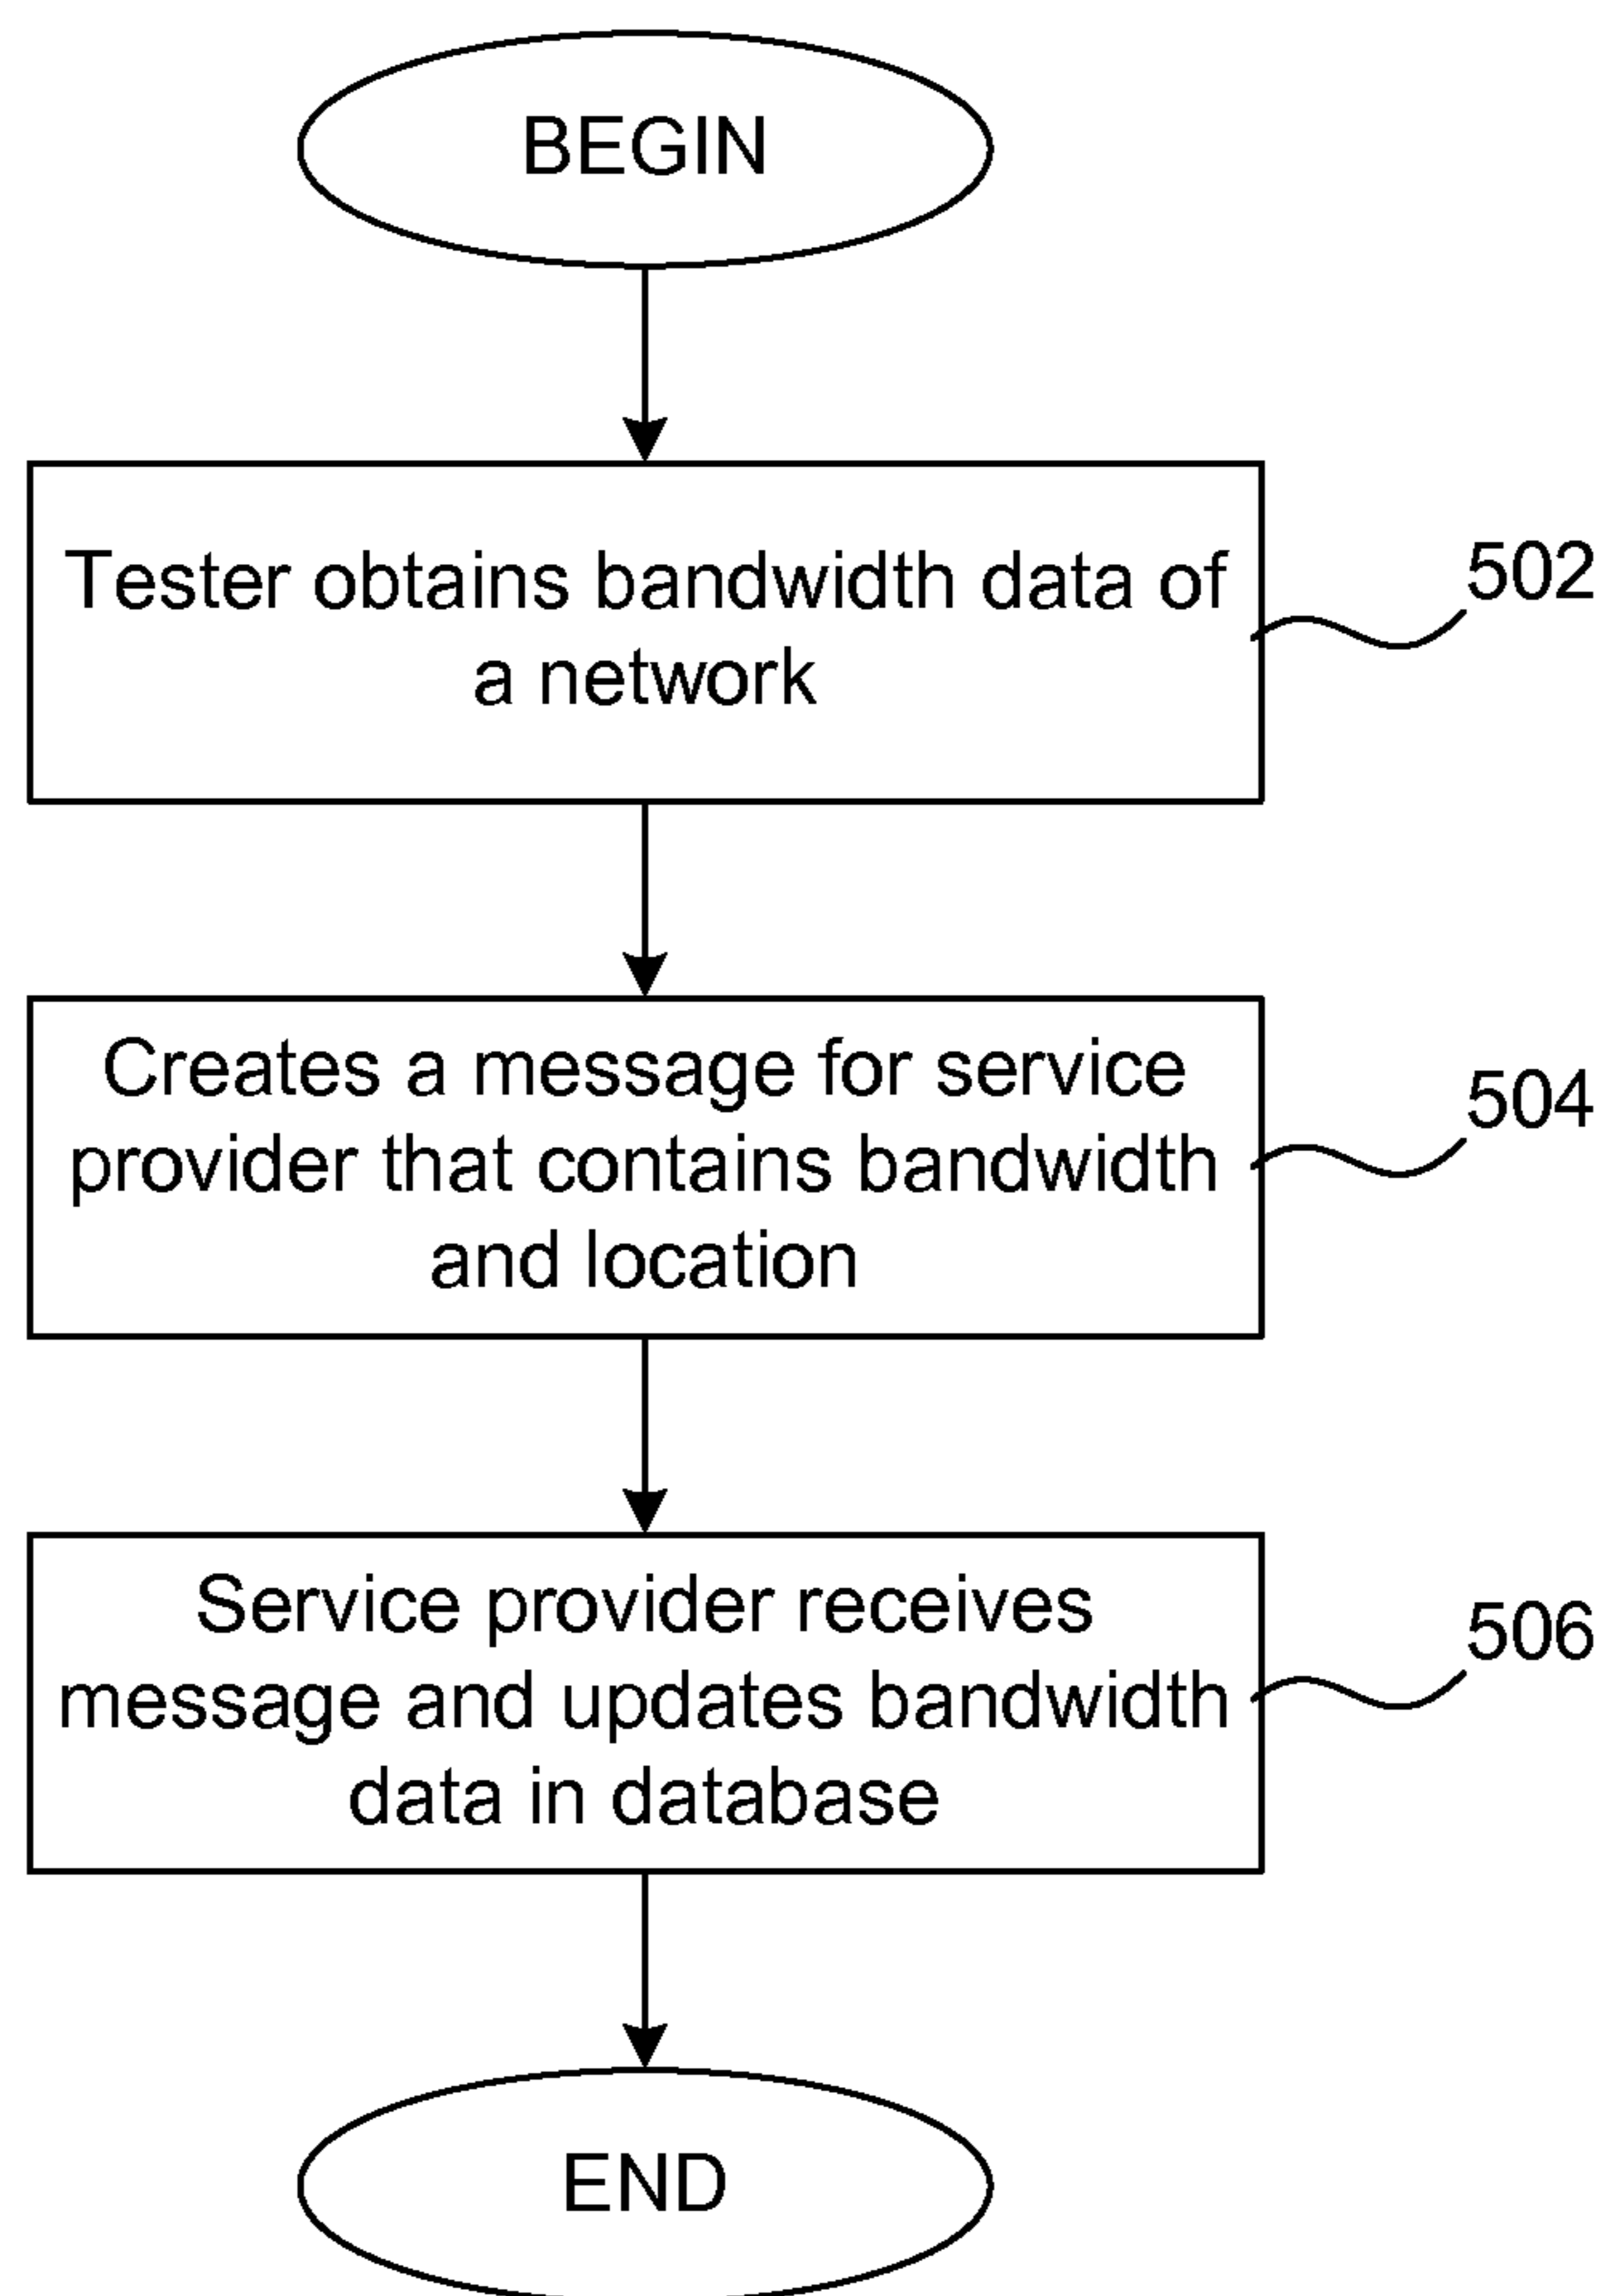 BEGIN
Tester obtains bandwidth data of
a network
502
Creates a message for service
provider that contains bandwidth
and location
504
Service provider receives
message and updates bandwidth
data in database
506
END